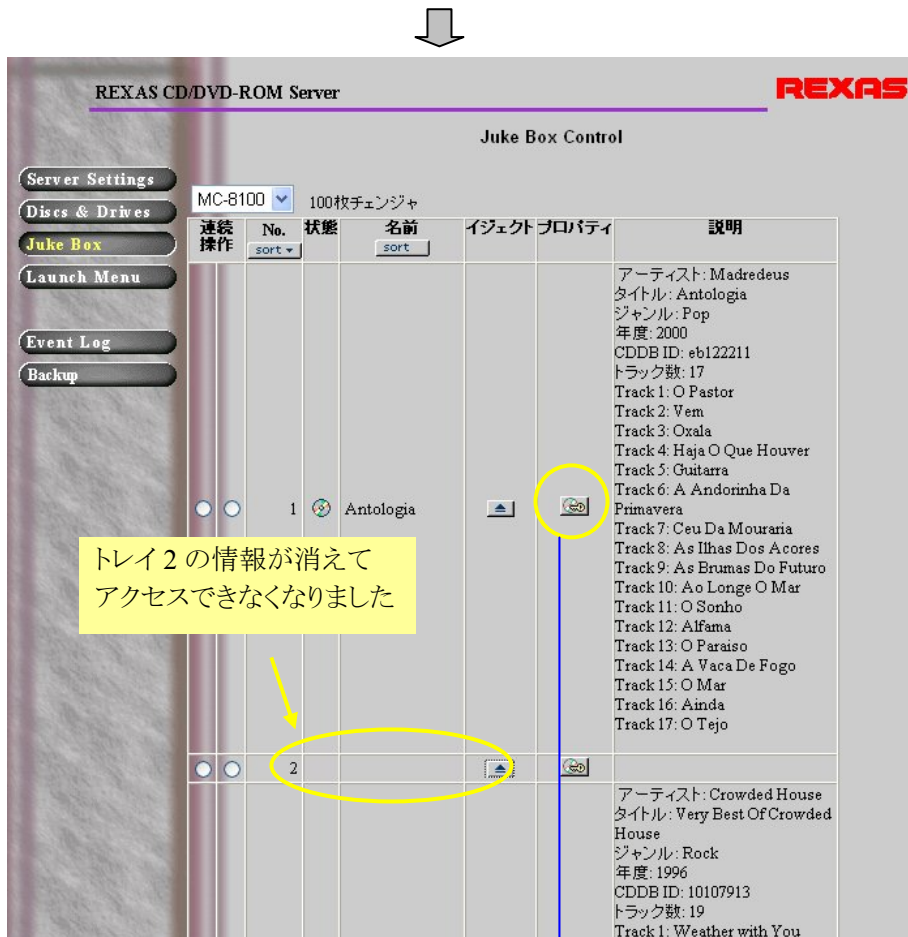 REXAS CD/DVD-ROM Server
REXAS
Juke Box Control
Server Settings
Discs & Drives
Juke Box
Launch Menu
Event Log
Backup
MC-8100 100枚チェンジャ
連続操作 No. 状態 名前 イジェクト プロパティ 説明
sort sort
アーティスト: Madredeus
タイトル: Antologia
ジャンル: Pop
年度: 2000
CDDB ID: eb122211
トラック数: 17
Track 1: O Pastor
Track 2: Vem
Track 3: Oxala
Track 4: Haja O Que Houver
Track 5: Guitarra
Track 6: A Andorinha Da
Primavera
Track 7: Ceu Da Mouraria
Track 8: As Ilhas Dos Acores
Track 9: As Brumas Do Futuro
Track 10: Ao Longe O Mar
Track 11: O Sonho
Track 12: Alfama
Track 13: O Paraiso
Track 14: A Vaca De Fogo
Track 15: O Mar
Track 16: Ainda
Track 17: O Tejo
1 Antologia
トレイ 2 の情報が消えて
アクセスできなくなりました
2
アーティスト: Crowded House
タイトル: Very Best Of Crowded
House
ジャンル: Rock
年度: 1996
CDDB ID: 10107913
トラック数: 19
Track 1: Weather with You